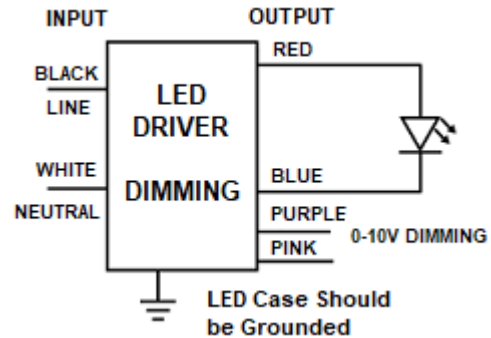 INPUT
OUTPUT
RED
BLACK
LINE
LED
DRIVER
DIMMING
WHITE
NEUTRAL
BLUE
PURPLE
PINK
0-10V DIMMING
LED Case Should
be Grounded